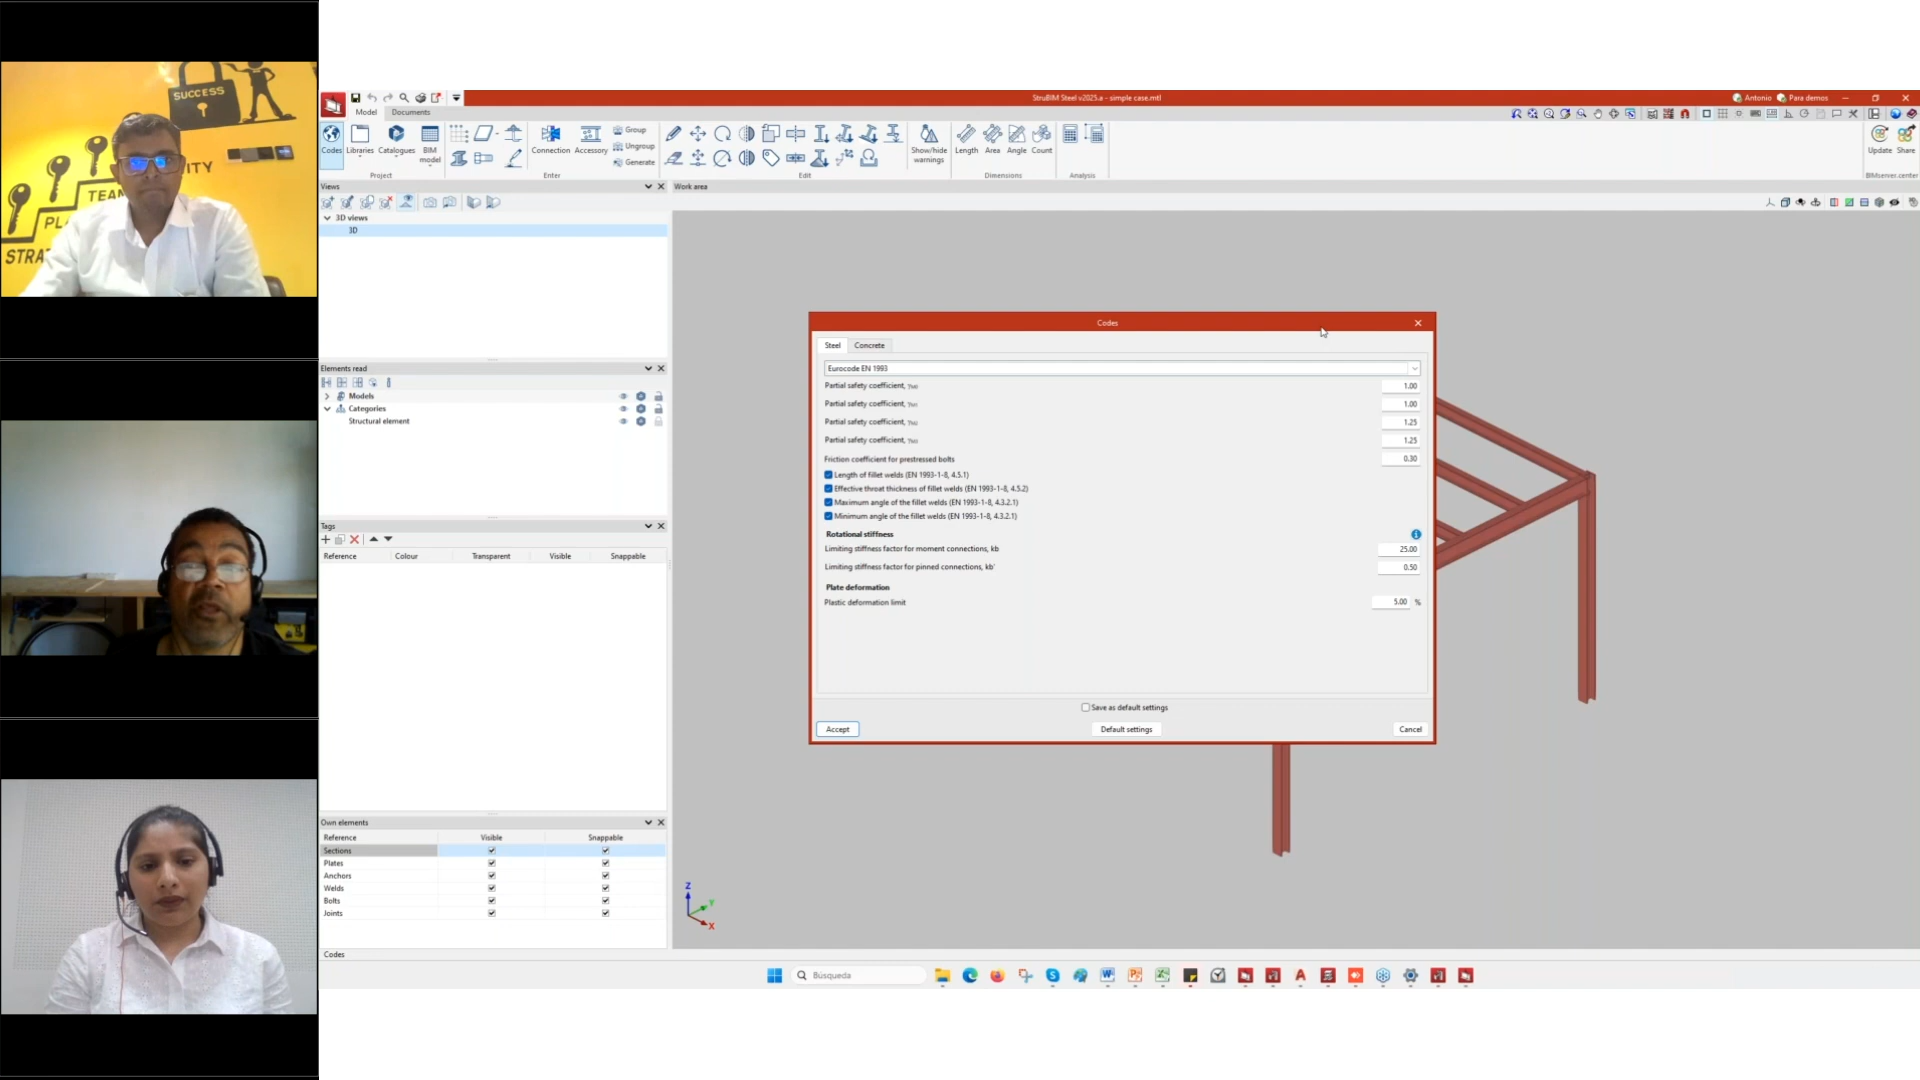 SUCCESS
ITY
TEAM
PL
STRA
StruBIM Steel v2025.a - simple case.mtl
Antonio
Para demos
Model
Documents
Codes
Libraries
Catalogues
BIM
model
Connection
Accessory
Group
Ungroup
Generate
Show/hide
warnings
Length
Area
Angle
Count
Update
Share
Project
Enter
Edit
Dimensions
Analysis
BIMserver.center
Views
Work area
3D views
3D
Elements read
Models
Categories
Structural element
Tags
Reference
Colour
Transparent
Visible
Snappable
Own elements
Reference
Visible
Snappable
Sections
Plates
Anchors
Welds
Bolts
Joints
Codes
Codes
Steel
Concrete
Eurocode EN 1993
Partial safety coefficient, γM0 1.00
Partial safety coefficient, 1.00
Partial safety coefficient, 1.25
Partial safety coefficient, 1.25
Friction coefficient for prestressed bolts 0.30
Length of fillet welds (EN 1993-1-8, 4.5.1)
Effective throat thickness of fillet welds (EN 1993-1-8, 4.5.2)
Maximum angle of the fillet welds (EN 1993-1-8, 4.3.2.1)
Minimum angle of the fillet welds (EN 1993-1-8, 4.3.2.1)
Rotational stiffness
Limiting stiffness factor for moment connections, kb 25.00
Limiting stiffness factor for pinned connections, kb' 0.50
Plate deformation
Plastic deformation limit 5.00 %
Save as default settings
Accept
Default settings
Cancel
Z
Y
X
Búsqueda